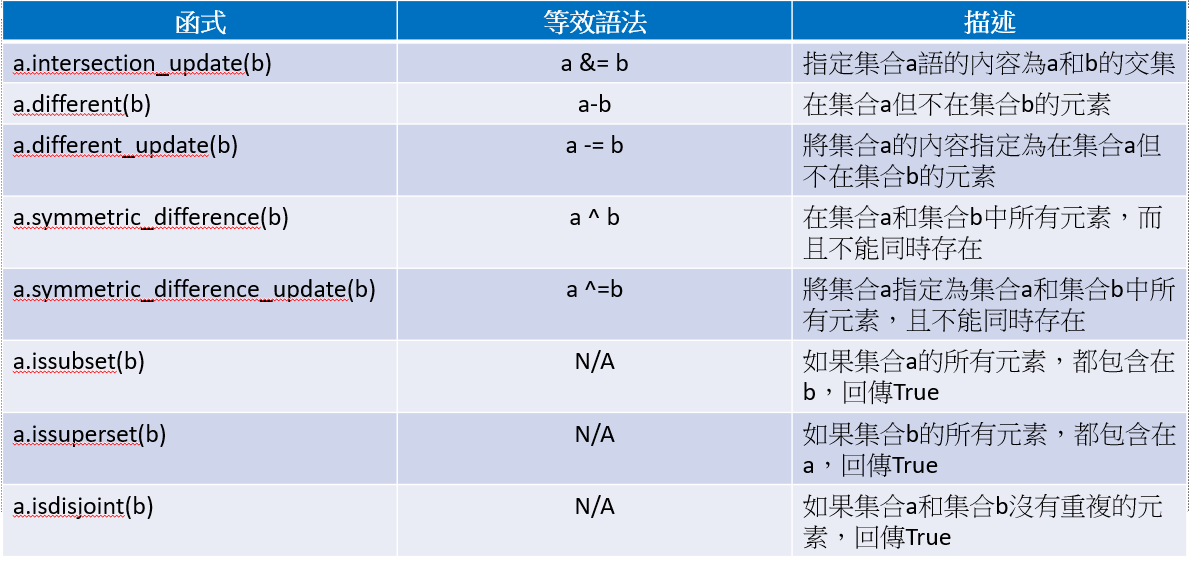 函式 等效語法 描述
a.intersection_update(b) a &= b 指定集合a語的內容為a和b的交集
a.different(b) a-b 在集合a但不在集合b的元素
a.different_update(b) a -= b 將集合a的內容指定為在集合a但
不在集合b的元素
a.symmetric_difference(b) a ^ b 在集合a和集合b中所有元素，而
且不能同時存在
a.symmetric_difference_update(b) a ^=b 將集合a指定為集合a和集合b中所
有元素，且不能同時存在
a.issubset(b) N/A 如果集合a的所有元素，都包含在
b，回傳True
a.issuperset(b) N/A 如果集合b的所有元素，都包含在
a，回傳True
a.isdisjoint(b) N/A 如果集合a和集合b沒有重複的元
素，回傳True